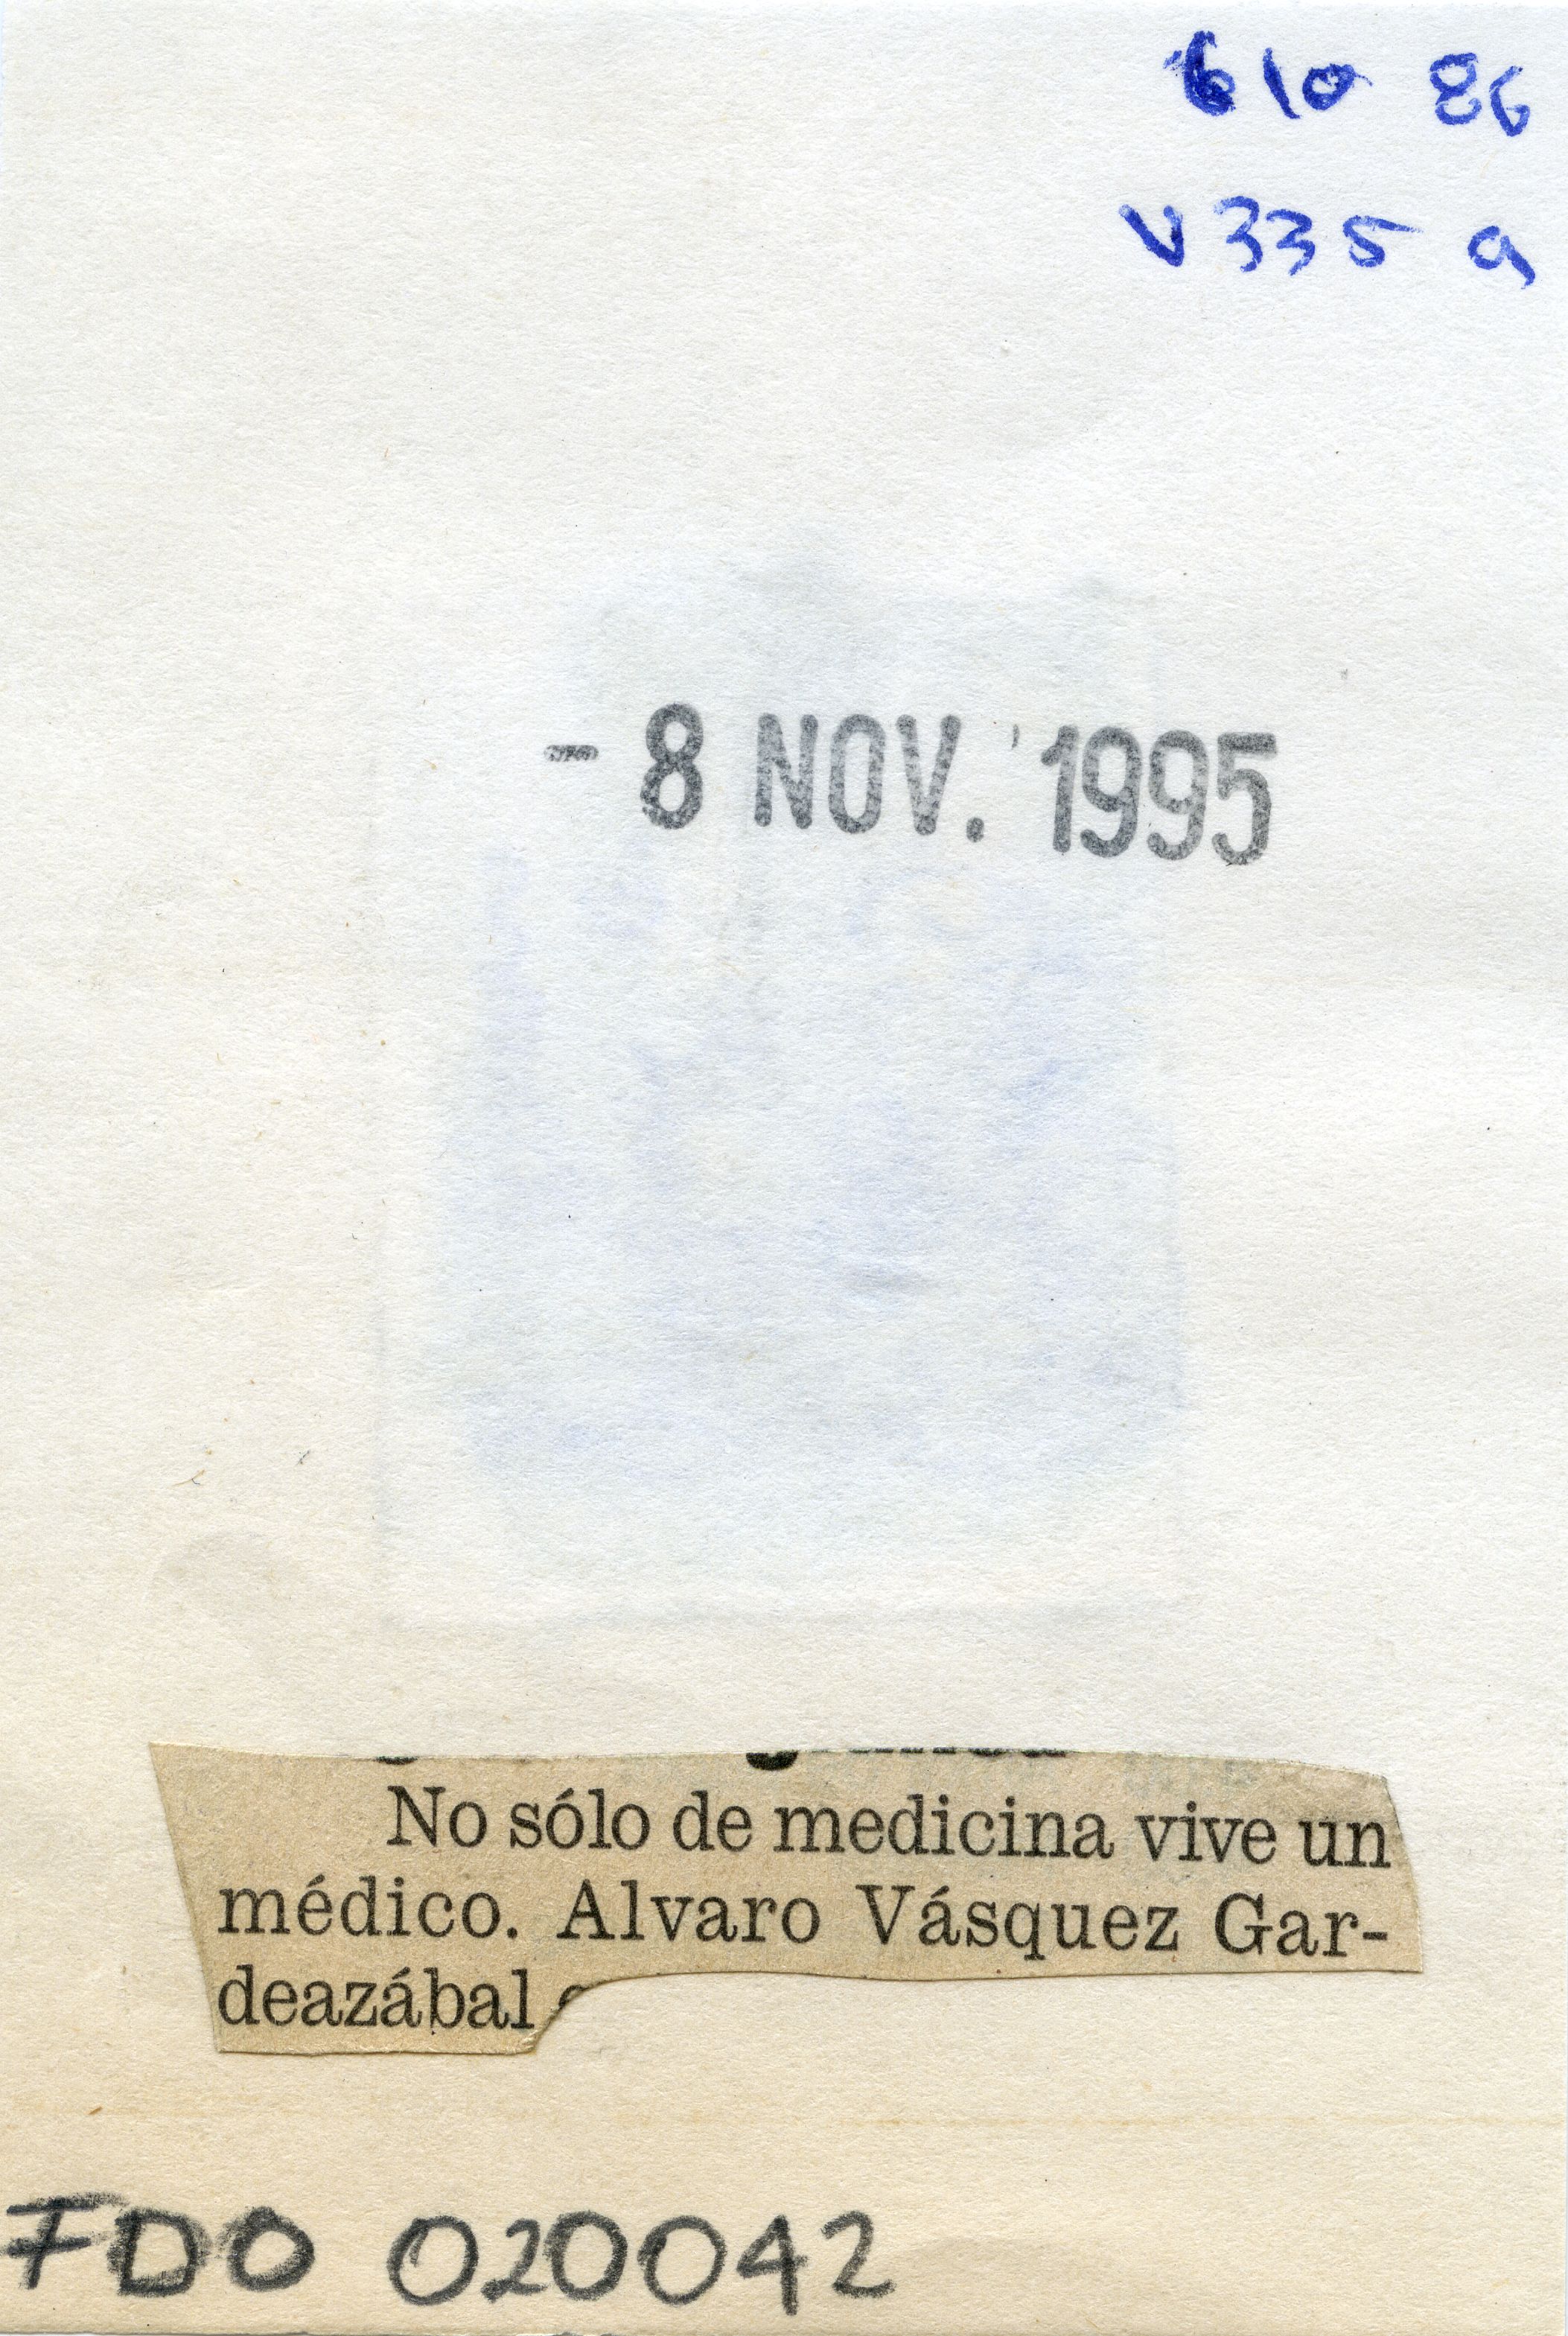 610 86
V335 a
- 8 NOV. 1995
No sólo de medicina vive un
médico. Alvaro Vásquez Gar-
deazábal
FDO 020042